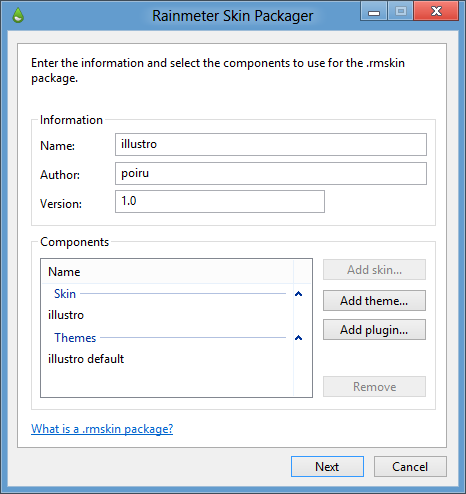 Rainmeter Skin Packager
Enter the information and select the components to use for the .rmskin
package.
Information
Name:
illustro
Author:
poiru
Version:
1.0
Components
Name
Skin
illustro
Themes
illustro default
Add skin...
Add theme...
Add plugin...
Remove
What is a .rmskin package?
Next
Cancel